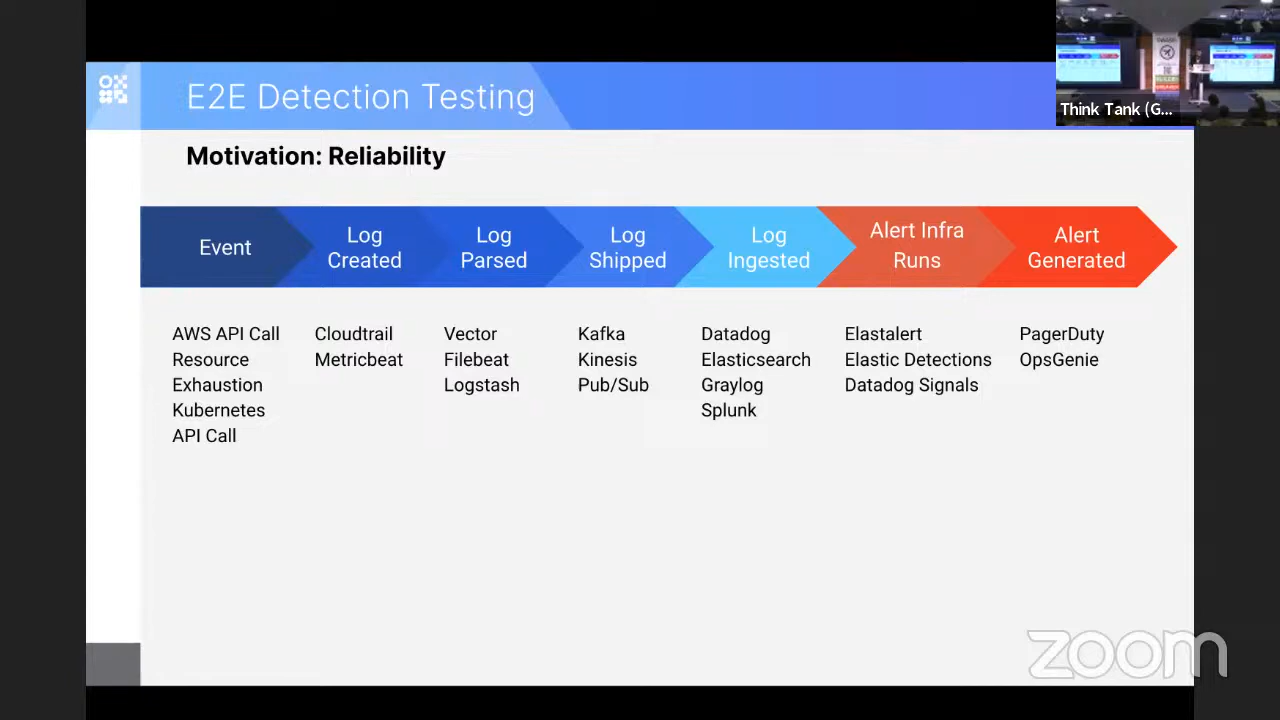 E2E Detection Testing
Think Tank (G...
Motivation: Reliability
Event
Log
Created
Log
Parsed
Log
Shipped
Log
Ingested
Alert Infra
Runs
Alert
Generated
AWS API Call
Resource
Exhaustion
Kubernetes
API Call
Cloudtrail
Metricbeat
Vector
Filebeat
Logstash
Kafka
Kinesis
Pub/Sub
Datadog
Elasticsearch
Graylog
Splunk
Elastalert
Elastic Detections
Datadog Signals
PagerDuty
OpsGenie
zoom